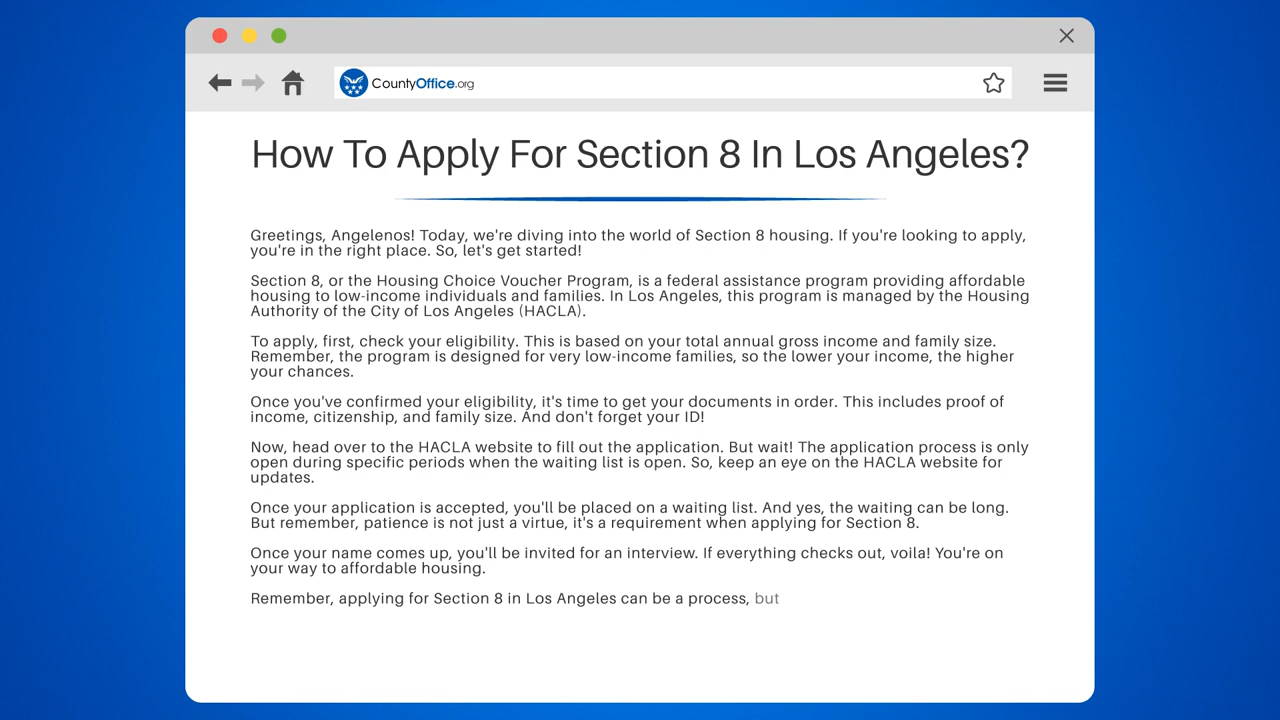 CountyOffice.org
How To Apply For Section 8 In Los Angeles?
Greetings, Angelenos! Today, we're diving into the world of Section 8 housing. If you're looking to apply,
you're in the right place. So, let's get started!
Section 8, or the Housing Choice Voucher Program, is a federal assistance program providing affordable
housing to low-income individuals and families. In Los Angeles, this program is managed by the Housing
Authority of the City of Los Angeles (HACLA).
To apply, first, check your eligibility. This is based on your total annual gross income and family size.
Remember, the program is designed for very low-income families, so the lower your income, the higher
your chances.
Once you've confirmed your eligibility, it's time to get your documents in order. This includes proof of
income, citizenship, and family size. And don't forget your ID!
Now, head over to the HACLA website to fill out the application. But wait! The application process is only
open during specific periods when the waiting list is open. So, keep an eye on the HACLA website for
updates.
Once your application is accepted, you'll be placed on a waiting list. And yes, the waiting can be long.
But remember, patience is not just a virtue, it's a requirement when applying for Section 8.
Once your name comes up, you'll be invited for an interview. If everything checks out, voila! You're on
your way to affordable housing.
Remember, applying for Section 8 in Los Angeles can be a process, but